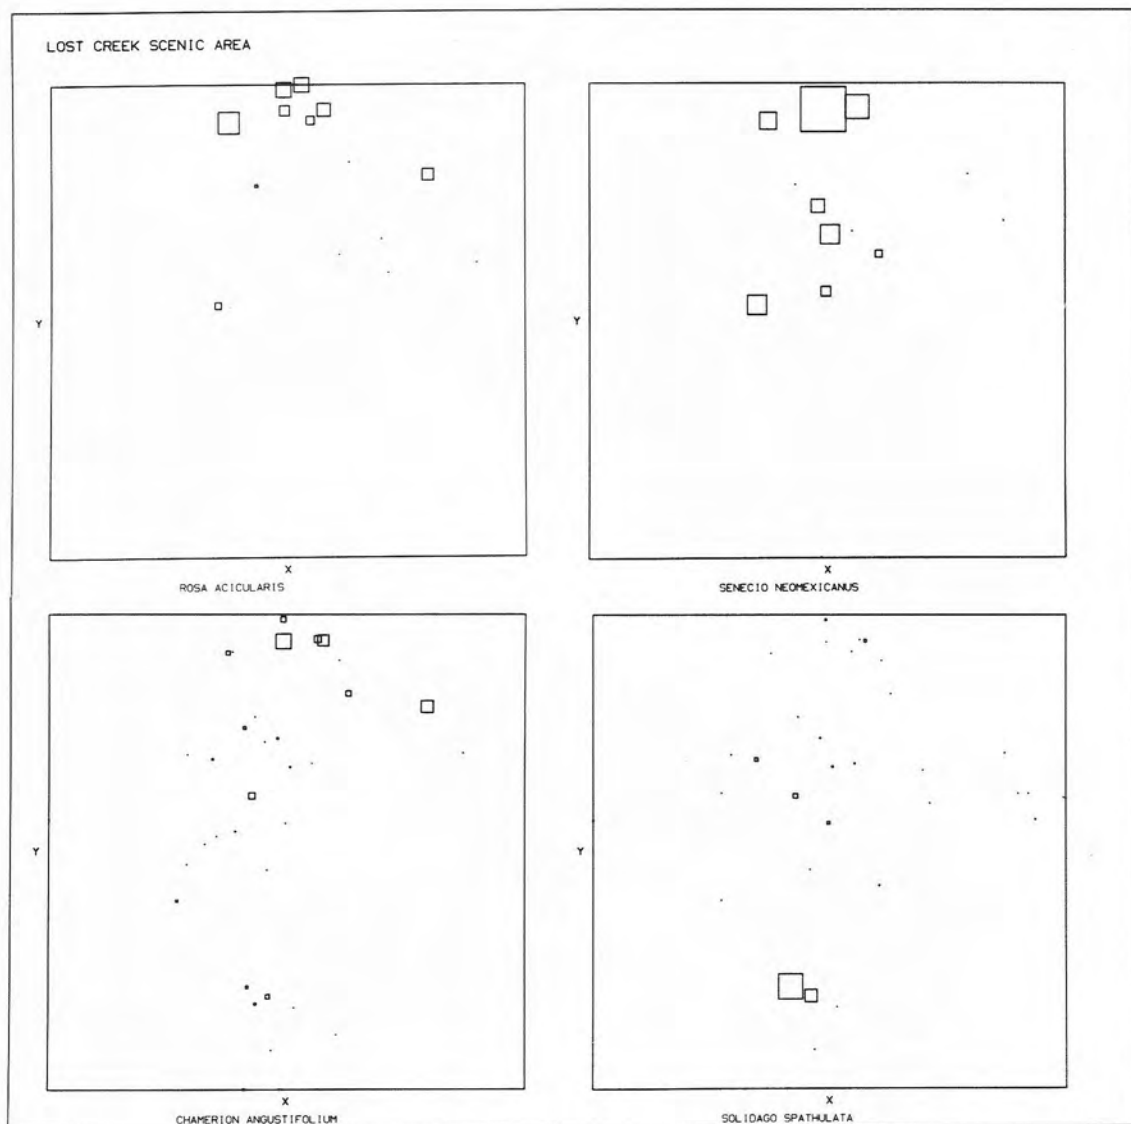 LOST CREEK SCENIC AREA
Y
Y
X
X
ROSA ACICULARIS
SENECIO NEOMEXICANUS
Y
Y
X
X
CHAMERION ANGUSTIFOLIUM
SOLIDAGO SPATHULATA